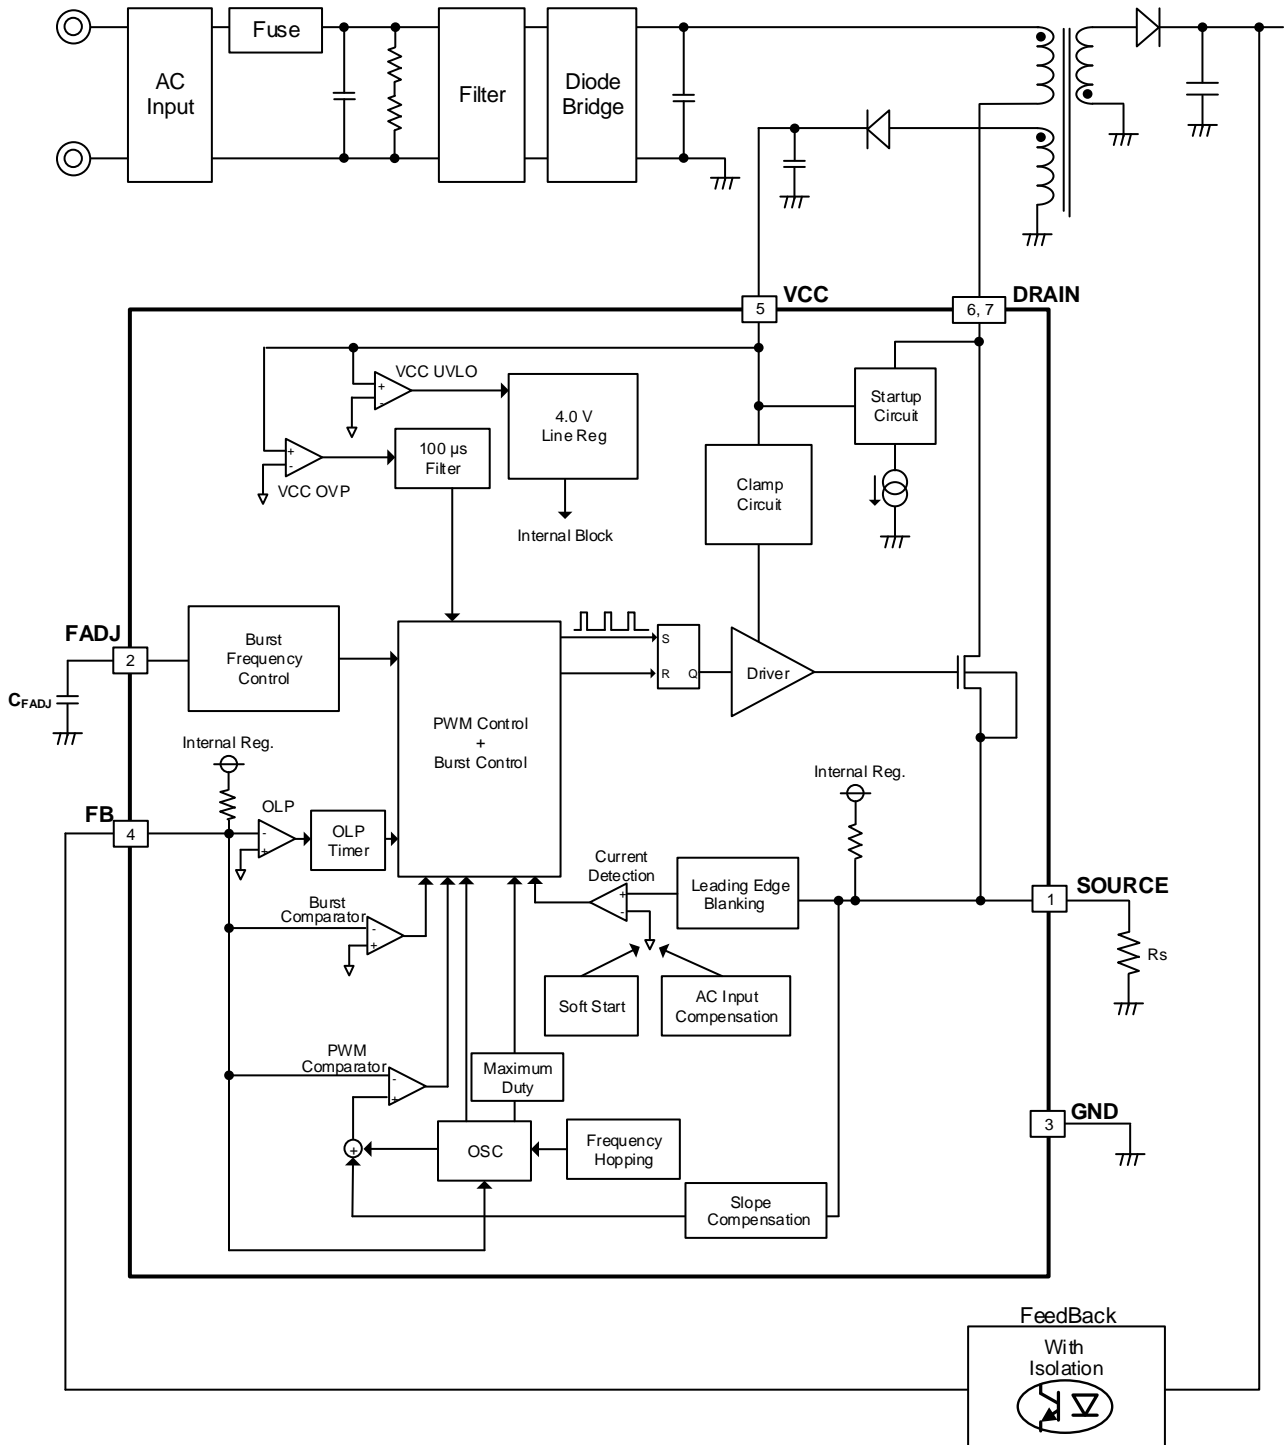 Fuse
AC
Input
Filter
Diode
Bridge
VCC
5
DRAIN
6, 7
VCC UVLO
+
-
4.0 V
Line Reg
Startup
Circuit
+
-
VCC OVP
100 µs
Filter
Clamp
Circuit
Internal Block
FADJ
2
CFADJ
Burst
Frequency
Control
PWM Control
+
Burst Control
S
R
Q
Driver
Internal Reg.
Internal Reg.
FB
4
OLP
-
+
OLP
Timer
Current
Detection
+
-
Leading Edge
Blanking
SOURCE
1
Rs
Burst
Comparator
-
+
Soft Start
AC Input
Compensation
PWM
Comparator
-
+
Maximum
Duty
GND
3
+
OSC
Frequency
Hopping
Slope
Compensation
FeedBack
With
Isolation